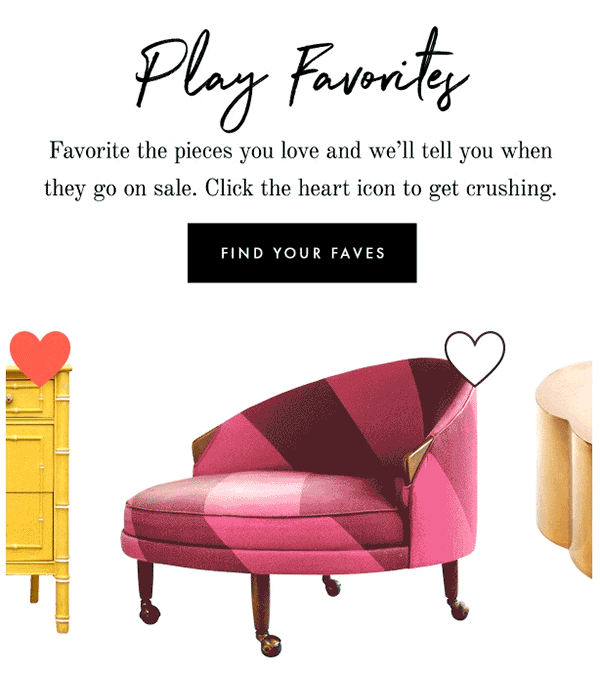 Play Favorites
Favorite the pieces you love and we’ll tell you when
they go on sale. Click the heart icon to get crushing.
FIND YOUR FAVES